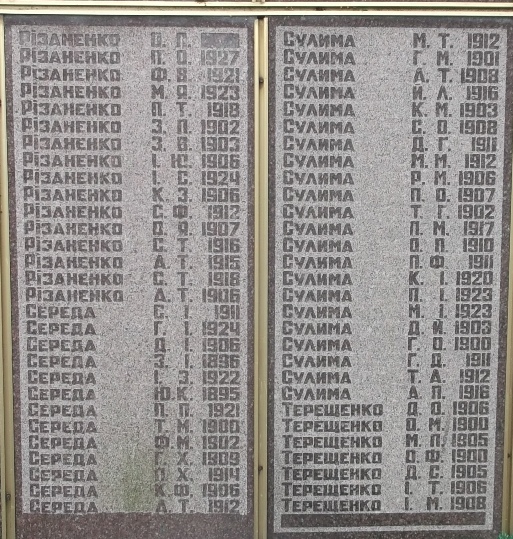 Різаненко О. Г.
Різаненко П. О. 1927
Різаненко Ф. В. 1921
Різаненко М. Я. 1923
Різаненко П. Т. 1918
Різаненко З. П. 1902
Різаненко З. В. 1903
Різаненко І. Ю. 1906
Різаненко І. С. 1924
Різаненко К. З. 1906
Різаненко С. Ф. 1912
Різаненко О. Я. 1907
Різаненко С. Т. 1916
Різаненко А. Т. 1915
Різаненко С. Т. 1918
Різаненко А. Т. 1906
Середа С. І. 1911
Середа Г. І. 1924
Середа Д. І. 1906
Середа З. І. 1896
Середа І. З. 1922
Середа Ю. К. 1895
Середа П. П. 1921
Середа Т. М. 1900
Середа Ф. М. 1902
Середа Г. Х. 1909
Середа П. Х. 1914
Середа К. Ф. 1906
Середа А. Т. 1912
Сулима М. Т. 1912
Сулима Г. М. 1901
Сулима А. Т. 1908
Сулима Й. Л. 1916
Сулима К. М. 1903
Сулима С. О. 1908
Сулима Д. Г. 1911
Сулима М. М. 1912
Сулима Р. М. 1906
Сулима П. О. 1907
Сулима Т. Г. 1902
Сулима П. М. 1917
Сулима О. П. 1910
Сулима П. Ф. 1911
Сулима К. І. 1920
Сулима П. І. 1923
Сулима М. І. 1923
Сулима Д. Й. 1903
Сулима Г. О. 1900
Сулима Г. Д. 1911
Сулима Т. А. 1912
Сулима А. П. 1916
Терещенко Д. О. 1906
Терещенко О. М. 1900
Терещенко М. П. 1905
Терещенко О. Ф. 1900
Терещенко Д. С. 1905
Терещенко І. Т. 1906
Терещенко І. М. 1908